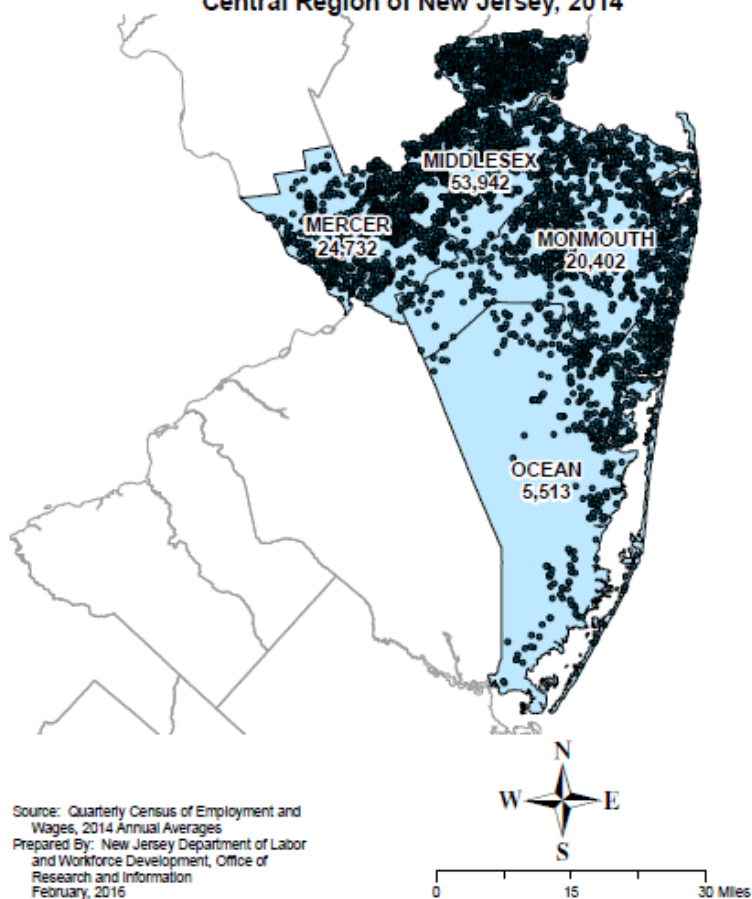 Central Region of New Jersey, 2014
MIDDLESEX
53,942
MERCER
24,732
MONMOUTH
20,402
OCEAN
5,513
N
W E
S
Source: Quarterly Census of Employment and
Wages, 2014 Annual Averages
Prepared By: New Jersey Department of Labor
and Workforce Development, Office of
Research and Information
February, 2016
0 15 30 Miles